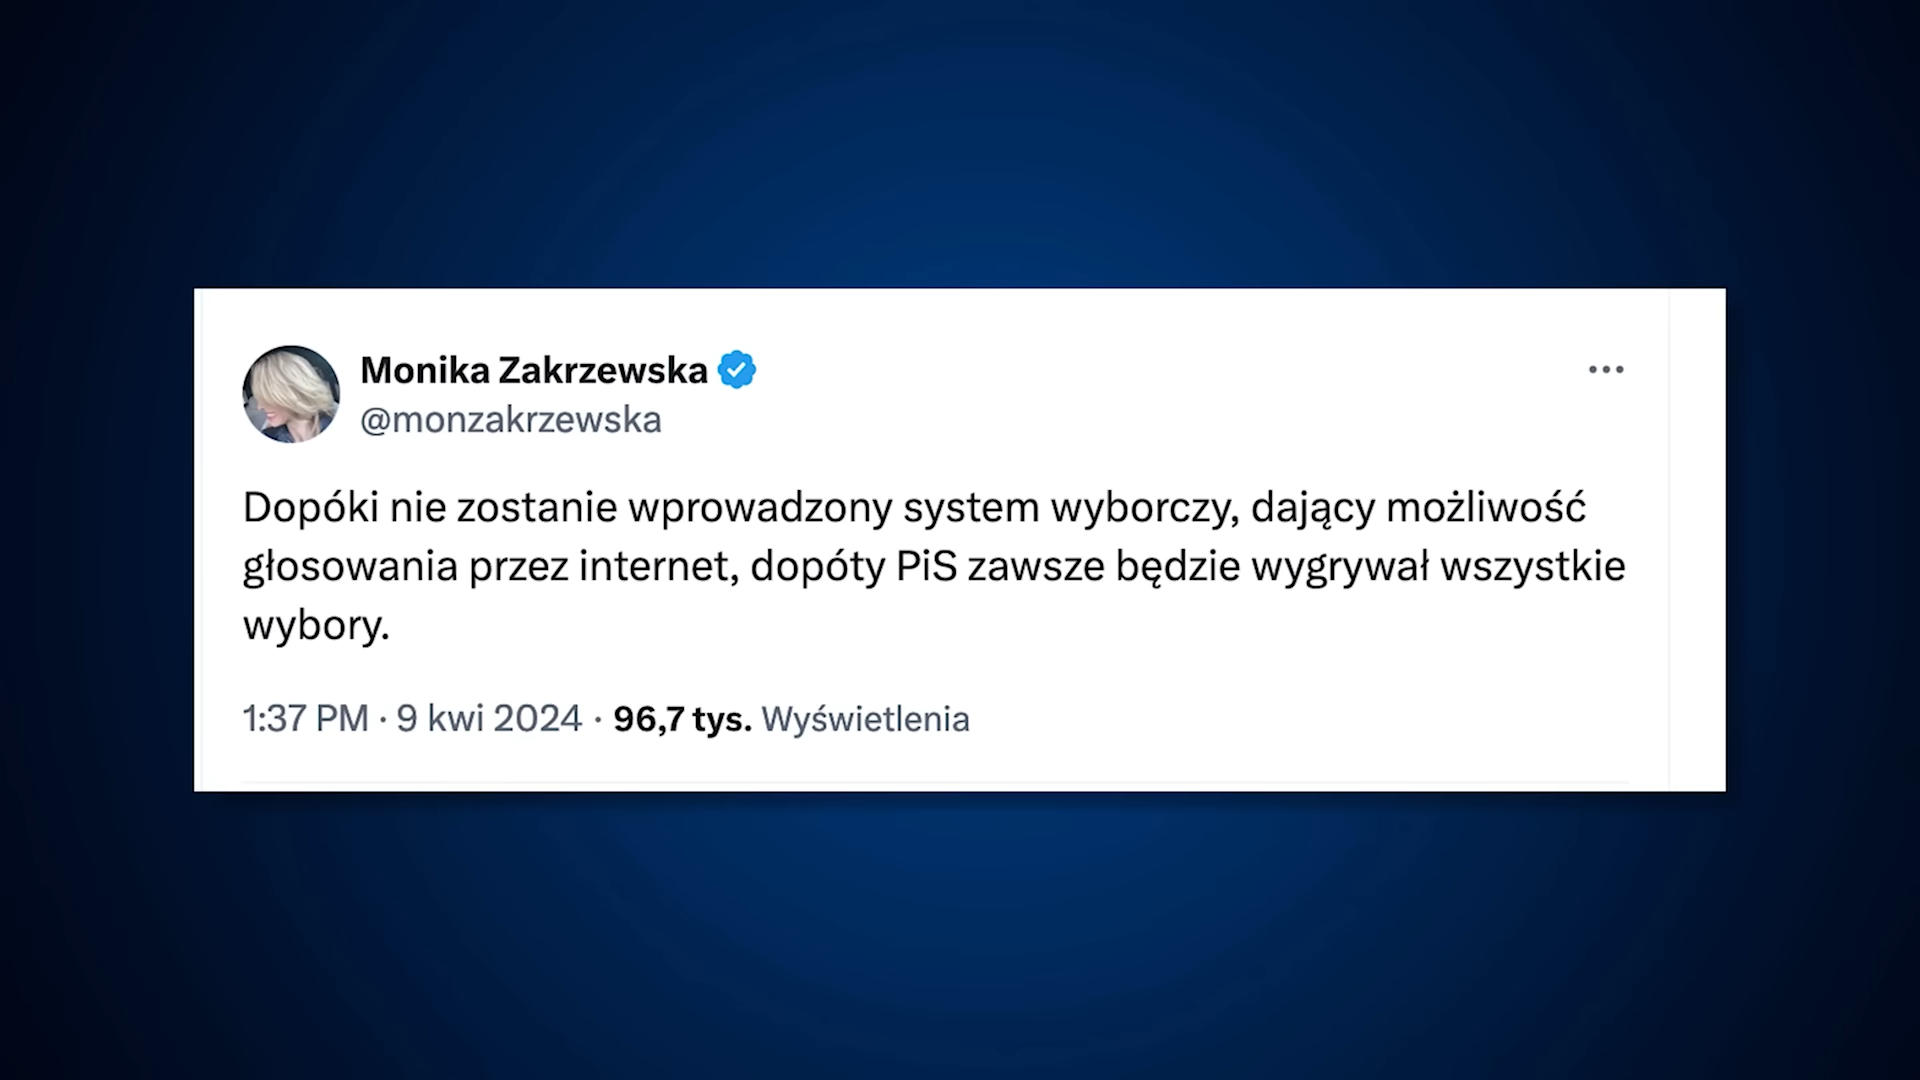 Monika Zakrzewska
@monzakrzewska
Dopóki nie zostanie wprowadzony system wyborczy, dający możliwość
głosowania przez internet, dopóty PiS zawsze będzie wygrywał wszystkie
wybory.
1:37 PM · 9 kwi 2024 · 96,7 tys. Wyświetlenia